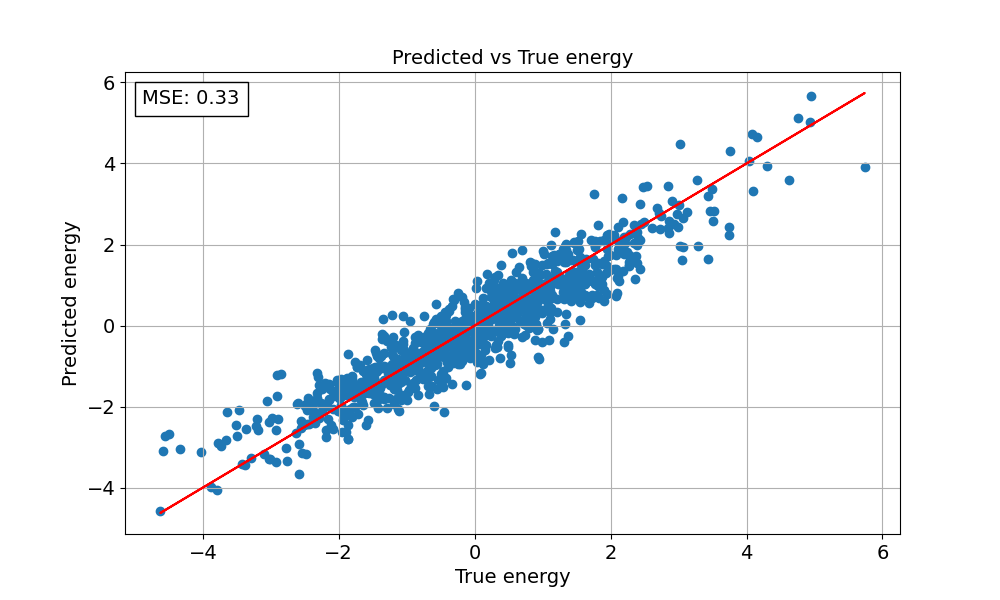 Predicted vs True energy
MSE: 0.33
Predicted energy
6
4
2
0
−2
−4
−4 −2 0 2 4 6
True energy